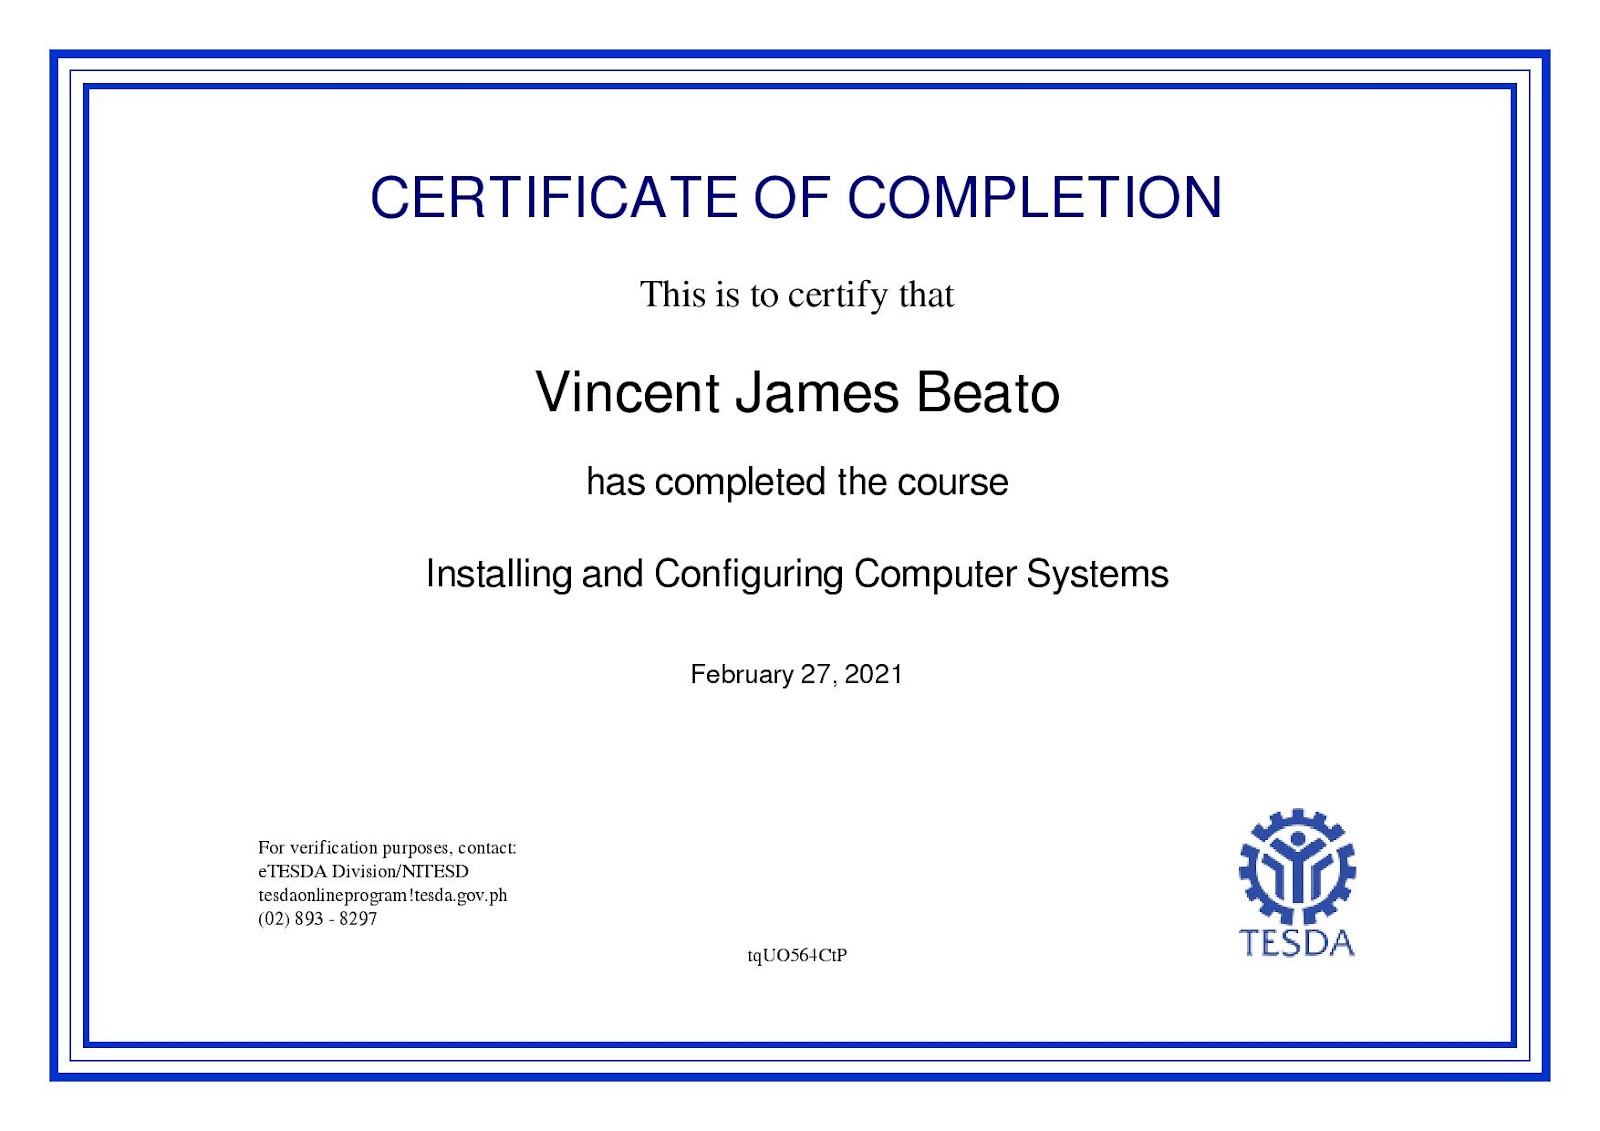 CERTIFICATE OF COMPLETION
This is to certify that
Vincent James Beato
has completed the course
Installing and Configuring Computer Systems
February 27, 2021
For verification purposes, contact:
eTESDA Division/NITESD
tesdaonlineprogram!tesda.gov.ph
(02) 893 - 8297
tqUO564CtP
TESDA